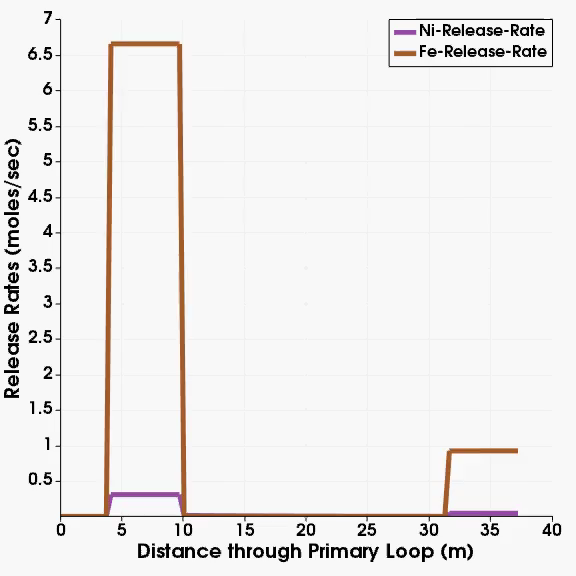 7
Ni-Release-Rate
Fe-Release-Rate
6.5
6
5.5
5
4.5
4
3.5
3
2.5
2
1.5
1
0.5
Release Rates (moles/sec)
0 5 10 15 20 25 30 35 40
Distance through Primary Loop (m)